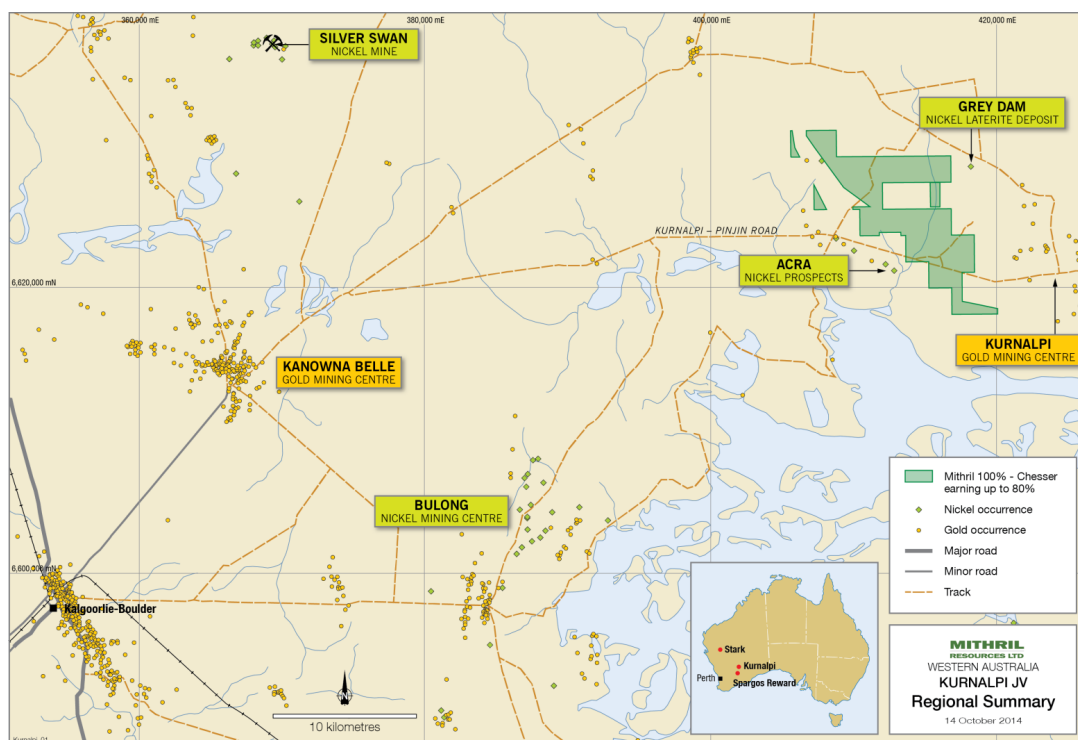 360,000 mE
380,000 mE
400,000 mE
420,000 mE
SILVER SWAN
NICKEL MINE
GREY DAM
NICKEL LATERITE DEPOSIT
KURNALPI – PINJIN ROAD
ACRA
NICKEL PROSPECTS
6,620,000 mN
KURNALPI
GOLD MINING CENTRE
KANOWNA BELLE
GOLD MINING CENTRE
BULONG
NICKEL MINING CENTRE
Mithril 100% - Chesser
earning up to 80%
Nickel occurrence
Gold occurrence
Major road
Minor road
Track
6,600,000 mN
Kalgoorlie-Boulder
Stark
Kurnalpi
Perth
Spargos Reward
N
10 kilometres
MITHRIL
RESOURCES LTD
WESTERN AUSTRALIA
KURNALPI JV
Regional Summary
14 October 2014